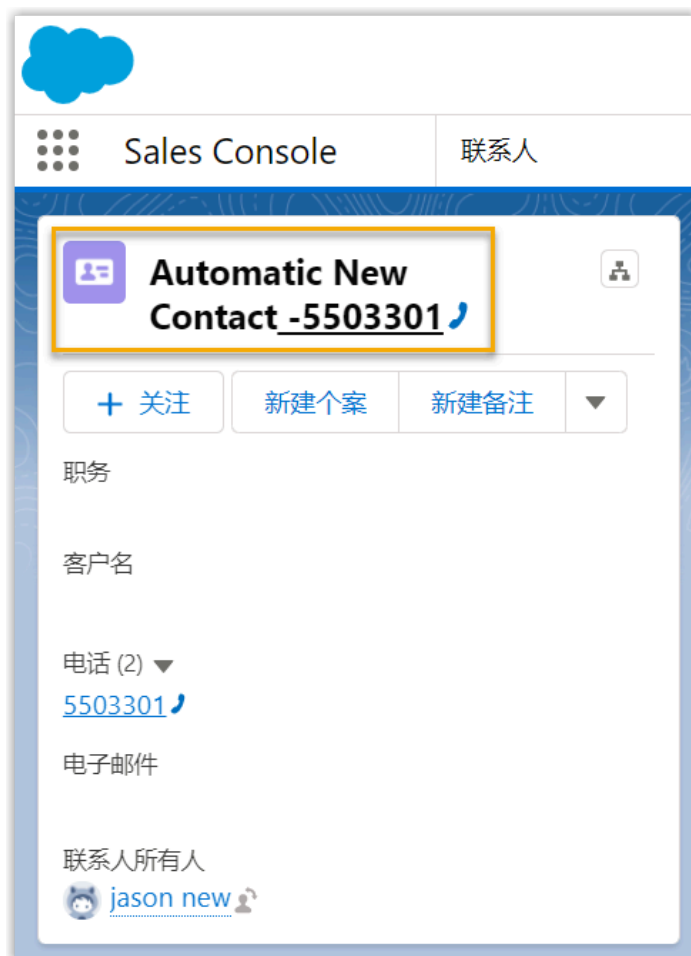 Sales Console
联系人
Automatic New
Contact -5503301
+ 关注
新建个案
新建备注
职务
客户名
电话 (2)
5503301
电子邮件
联系人所有人
jason new